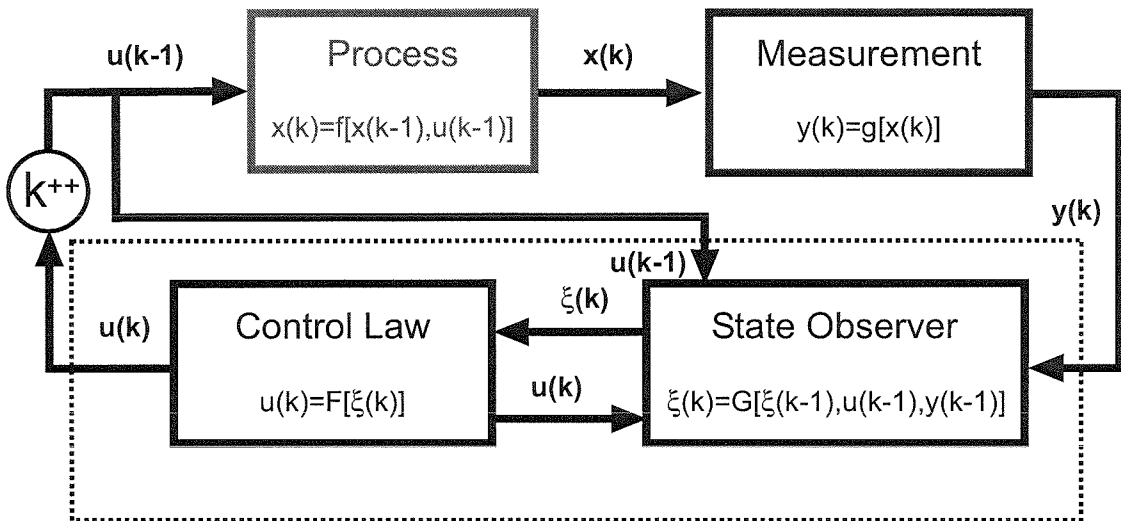 u(k-1)
Process
x(k)=f[x(k-1),u(k-1)]
x(k)
Measurement
y(k)=g[x(k)]
k++
y(k)
u(k-1)
u(k)
Control Law
u(k)=F[ξ(k)]
ξ(k)
u(k)
State Observer
ξ(k)=G[ξ(k-1),u(k-1),y(k-1)]